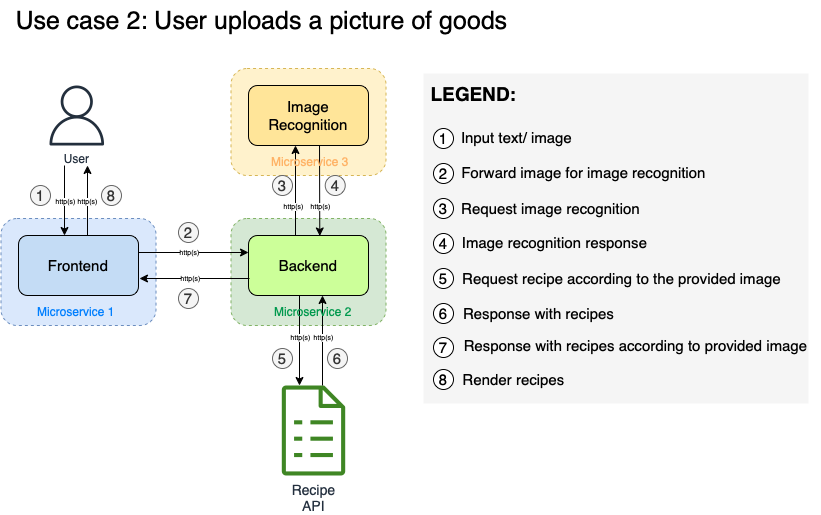 Use case 2: User uploads a picture of goods
Image
Recognition
Microservice 3
User
1
http(s)
http(s)
8
3
http(s)
http(s)
4
Frontend
Microservice 1
2
http(s)
http(s)
7
Backend
Microservice 2
5
http(s)
http(s)
6
Recipe
API
LEGEND:
1 Input text/ image
2 Forward image for image recognition
3 Request image recognition
4 Image recognition response
5 Request recipe according to the provided image
6 Response with recipes
7 Response with recipes according to provided image
8 Render recipes